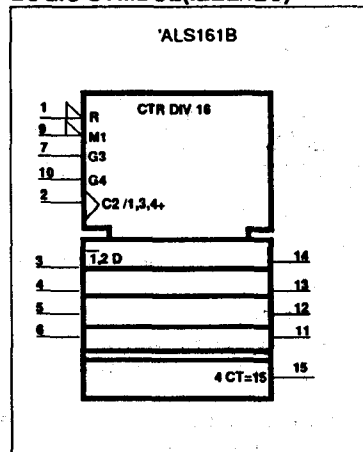 'ALS161B
CTR DIV 16
1 R
9 M1
7 G3
10 G4
2 C2 /1,3,4+
3 1,2 D 14
4 13
5 12
6 11
4 CT=15 15